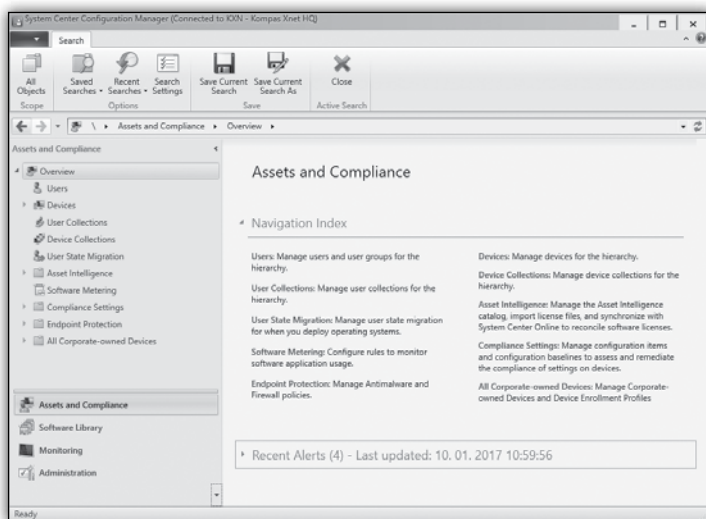 System Center Configuration Manager (Connected to KXN - Kompas Xnet HQ)
Search
All Objects
Saved Searches
Recent Searches
Search Settings
Save Current Search
Save Current Search As
Close
Scope
Options
Save
Active Search
\ Assets and Compliance Overview
Assets and Compliance
Overview
Users
Devices
User Collections
Device Collections
User State Migration
Asset Intelligence
Software Metering
Compliance Settings
Endpoint Protection
All Corporate-owned Devices
Assets and Compliance
Software Library
Monitoring
Administration
Assets and Compliance
Navigation Index
Users: Manage users and user groups for the
hierarchy.
User Collections: Manage user collections for the
hierarchy.
User State Migration: Manage user state migration
for when you deploy operating systems.
Software Metering: Configure rules to monitor
software application usage.
Endpoint Protection: Manage Antimalware and
Firewall policies.
Devices: Manage devices for the hierarchy.
Device Collections: Manage device collections for the
hierarchy.
Asset Intelligence: Manage the Asset Intelligence
catalog, import license files, and synchronize with
System Center Online to reconcile software licenses.
Compliance Settings: Manage configuration items
and configuration baselines to assess and remediate
the compliance of settings on devices.
All Corporate-owned Devices: Manage Corporate-
owned Devices and Device Enrollment Profiles
Recent Alerts (4) - Last updated: 10. 01. 2017 10:59:56
Ready